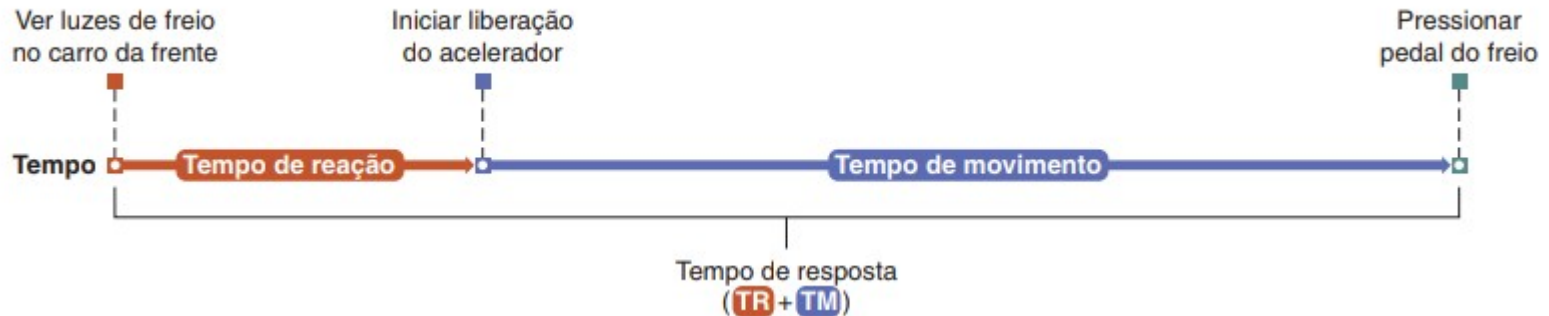 Ver luzes de freio
no carro da frente
Iniciar liberação
do acelerador
Pressionar
pedal do freio
Tempo
Tempo de reação
Tempo de movimento
Tempo de resposta
(TR + TM)